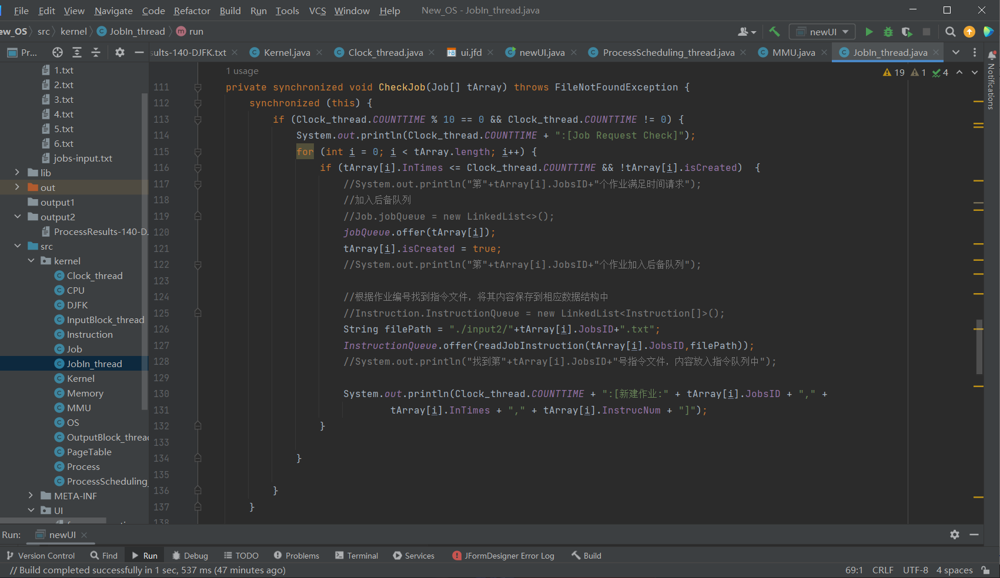 File Edit View Navigate Code Refactor Build Run Tools VCS Window Help New_OS - JobIn_thread.java
ew_OS src kernel JobIn_thread run newUI
Pr... sults-140-DJFK.txt Kernel.java Clock_thread.java ui.jfd newUI.java ProcessScheduling_thread.java MMU.java JobIn_thread.java
Notifications
1.txt
2.txt
3.txt
4.txt
5.txt
6.txt
jobs-input.txt
lib
out
output1
output2
ProcessResults-140-D
src
kernel
Clock_thread
CPU
DJFK
InputBlock_thread
Instruction
Job
JobIn_thread
Kernel
Memory
MMU
OS
OutputBlock_threa
PageTable
Process
ProcessScheduling_
META-INF
UI
1 usage
19 1 4
111 private synchronized void CheckJob(Job[] tArray) throws FileNotFoundException {
112 synchronized (this) {
113 if (Clock_thread.COUNTTIME % 10 == 0 && Clock_thread.COUNTTIME != 0) {
114 System.out.println(Clock_thread.COUNTTIME + ":[Job Request Check]");
115 for (int i = 0; i < tArray.length; i++) {
116 if (tArray[i].InTimes <= Clock_thread.COUNTTIME && !tArray[i].isCreated) {
117 //System.out.println("第"+tArray[i].JobsID+"个作业满足时间请求");
118 //加入后备队列
119 //Job.jobQueue = new LinkedList<>();
120 jobQueue.offer(tArray[i]);
121 tArray[i].isCreated = true;
122 //System.out.println("第"+tArray[i].JobsID+"个作业加入后备队列");
123
124 //根据作业编号找到指令文件，将其内容保存到相应数据结构中
125 //Instruction.InstructionQueue = new LinkedList<Instruction[]>();
126 String filePath = "./input2/"+tArray[i].JobsID+".txt";
127 InstructionQueue.offer(readJobInstruction(tArray[i].JobsID,filePath));
128 //System.out.println("找到第"+tArray[i].JobsID+"号指令文件，内容放入指令队列中");
129
130 System.out.println(Clock_thread.COUNTTIME + ":[新建作业:" + tArray[i].JobsID + "," +
131 tArray[i].InTimes + "," + tArray[i].InstrucNum + "]");
132 }
133
134 }
135
136 }
137 }
138
Run: newUI
Version Control Find Run Debug TODO Problems Terminal Services JFormDesigner Error Log Build
// Build completed successfully in 1 sec, 537 ms (47 minutes ago) 69:1 CRLF UTF-8 4 spaces